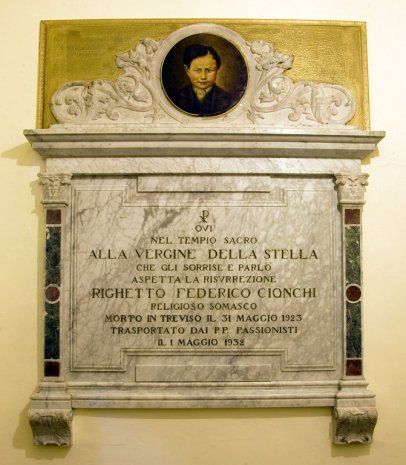 QVI
NEL TEMPIO SACRO
ALLA VERGINE DELLA STELLA
CHE GLI SORRISE E PARLÒ
ASPETTA LA RISVRREZIONE
RIGHETTO FEDERICO CIONCHI
RELIGIOSO SOMASCO
MORTO IN TREVISO IL 31 MAGGIO 1923
TRASPORTATO DAI P.P. PASSIONISTI
IL 1 MAGGIO 1932